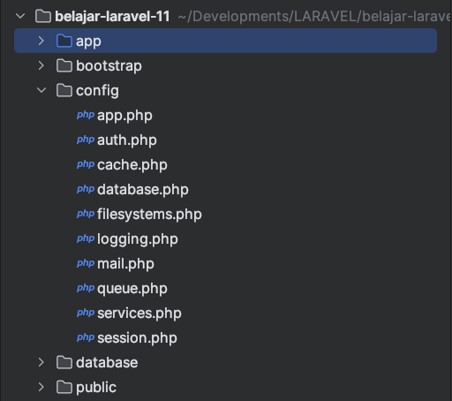 belajar-laravel-11 ~/Developments/LARAVEL/belajar-larave
app
bootstrap
config
php app.php
php auth.php
php cache.php
php database.php
php filesystems.php
php logging.php
php mail.php
php queue.php
php services.php
php session.php
database
public